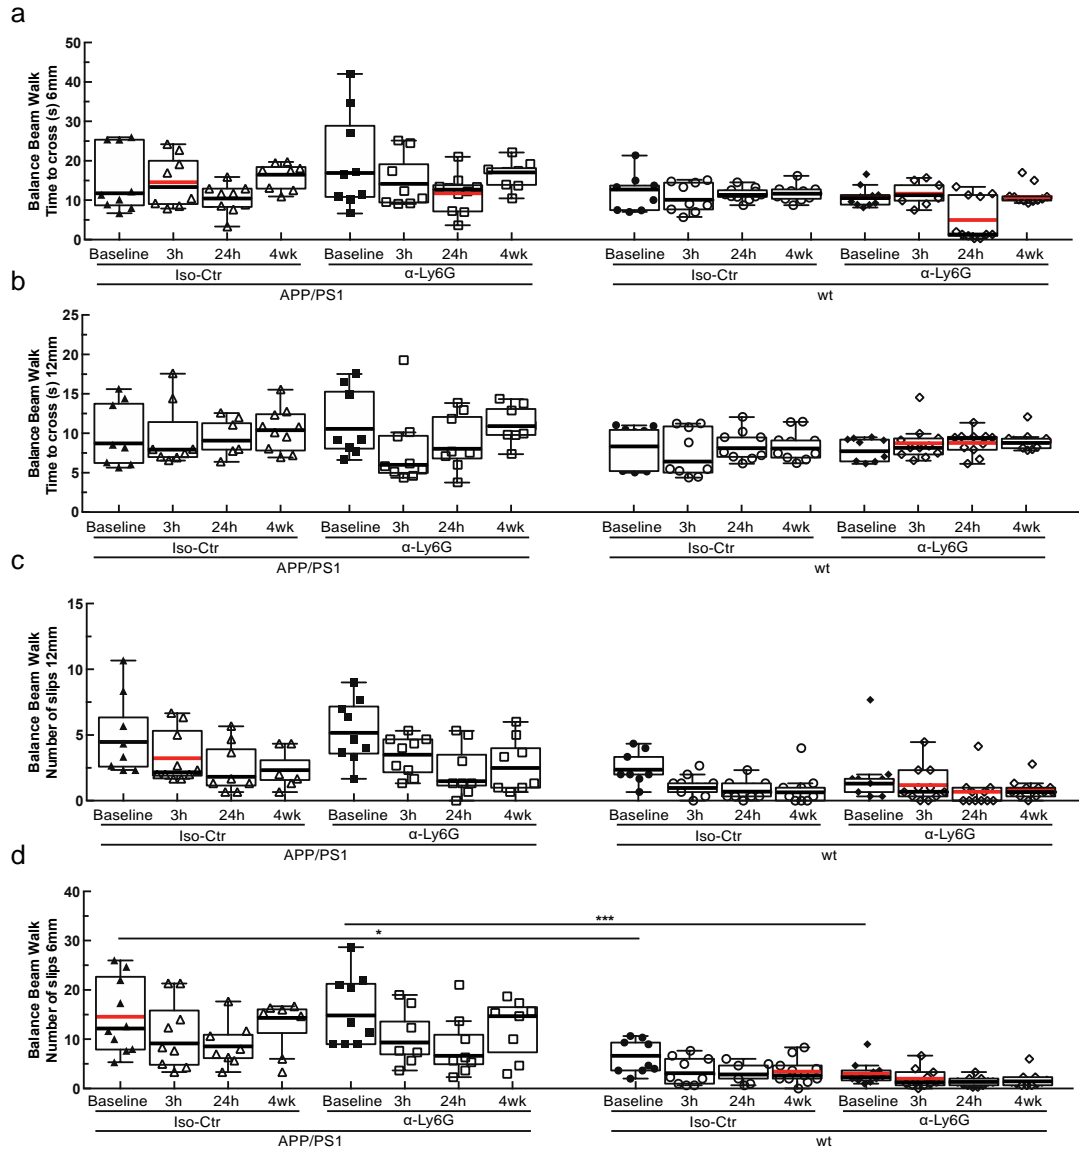 a
Balance Beam Walk
Time to cross (s) 6mm
50
40
30
20
10
0
Baseline 3h 24h 4wk Baseline 3h 24h 4wk Baseline 3h 24h 4wk Baseline 3h 24h 4wk
Iso-Ctr α-Ly6G Iso-Ctr α-Ly6G
APP/PS1 wt
b
Balance Beam Walk
Time to cross (s) 12mm
25
20
15
10
5
0
Baseline 3h 24h 4wk Baseline 3h 24h 4wk Baseline 3h 24h 4wk Baseline 3h 24h 4wk
Iso-Ctr α-Ly6G Iso-Ctr α-Ly6G
APP/PS1 wt
c
Balance Beam Walk
Number of slips 12mm
15
10
5
0
Baseline 3h 24h 4wk Baseline 3h 24h 4wk Baseline 3h 24h 4wk Baseline 3h 24h 4wk
Iso-Ctr α-Ly6G Iso-Ctr α-Ly6G
APP/PS1 wt
d
Balance Beam Walk
Number of slips 6mm
40
30
20
10
0
***
*
Baseline 3h 24h 4wk Baseline 3h 24h 4wk Baseline 3h 24h 4wk Baseline 3h 24h 4wk
Iso-Ctr α-Ly6G Iso-Ctr α-Ly6G
APP/PS1 wt